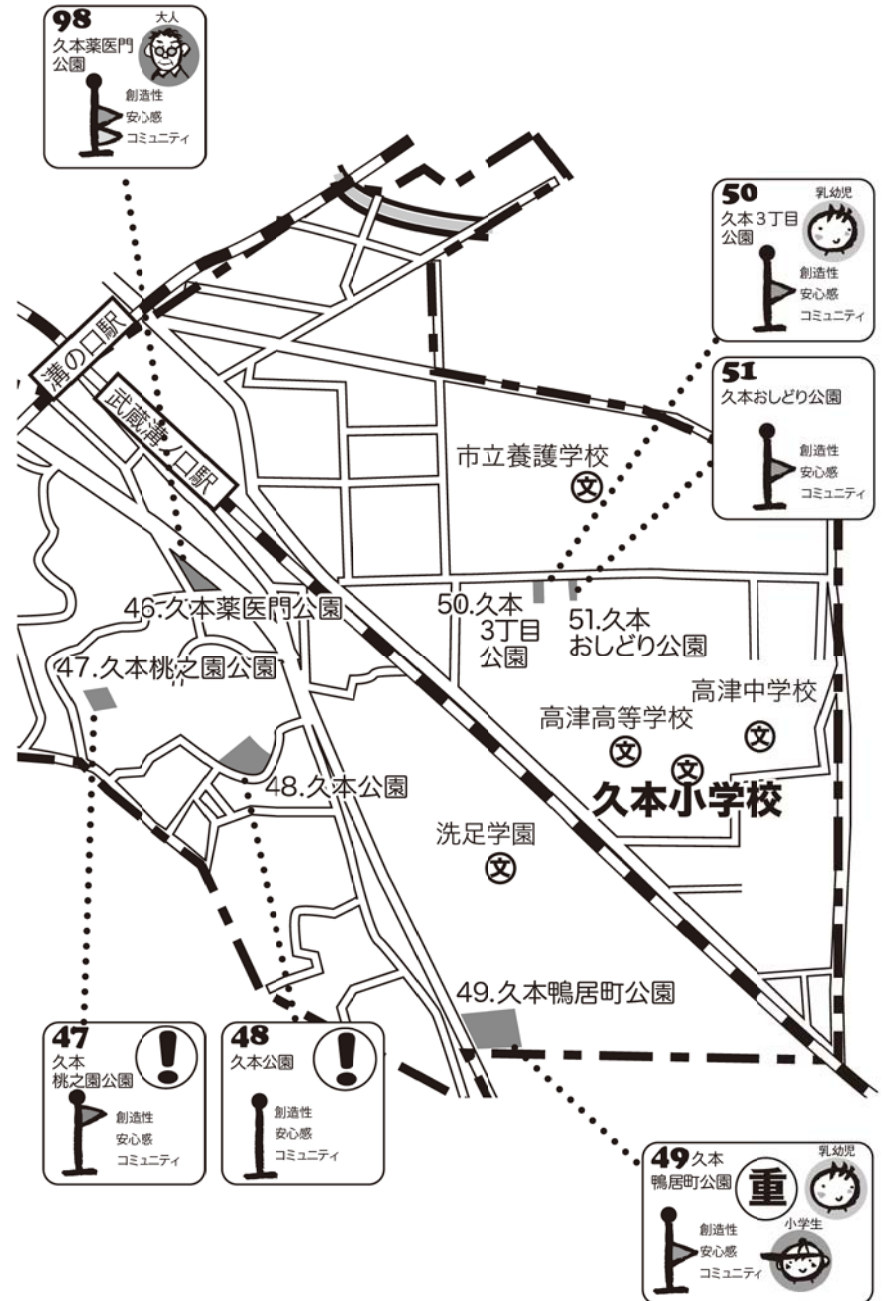 98
大人
久本薬医門
公園
創造性
安心感
コミュニティ
50
乳幼児
久本3丁目
公園
創造性
安心感
コミュニティ
51
久本おしどり公園
創造性
安心感
コミュニティ
溝の口駅
武蔵溝ノ口駅
市立養護学校
文
46.久本薬医門公園
50.久本
3丁目
公園
51.久本
おしどり公園
47.久本桃之園公園
高津中学校
文
高津高等学校
文
文
久本小学校
48.久本公園
洗足学園
文
49.久本鴨居町公園
47
久本
桃之園公園
!
創造性
安心感
コミュニティ
48
久本公園
!
創造性
安心感
コミュニティ
49 久本
鴨居町公園
重
乳幼児
小学生
創造性
安心感
コミュニティ